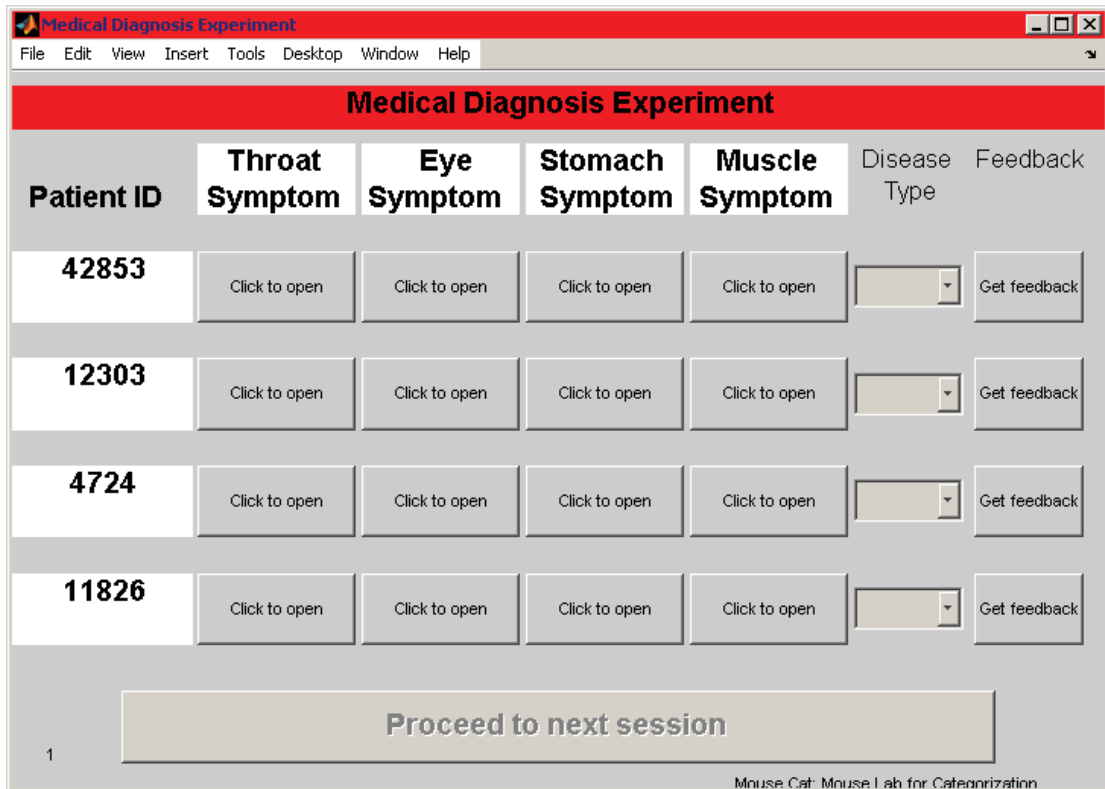 Medical Diagnosis Experiment
File Edit View Insert Tools Desktop Window Help
Medical Diagnosis Experiment
Patient ID
Throat
Symptom
Eye
Symptom
Stomach
Symptom
Muscle
Symptom
Disease
Type
Feedback
42853
Click to open Click to open Click to open Click to open Get feedback
12303
Click to open Click to open Click to open Click to open Get feedback
4724
Click to open Click to open Click to open Click to open Get feedback
11826
Click to open Click to open Click to open Click to open Get feedback
Proceed to next session
1
Mouse Cat: Mouse Lab for Categorization